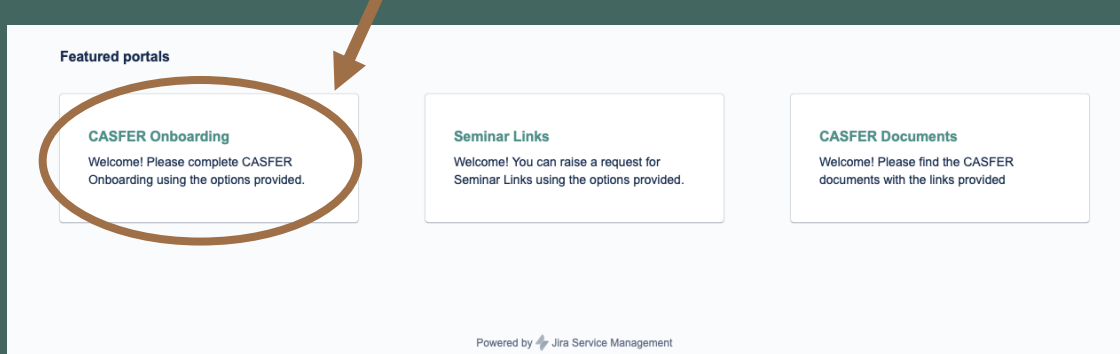 Featured portals
CASFER Onboarding
Welcome! Please complete CASFER
Onboarding using the options provided.
Seminar Links
Welcome! You can raise a request for
Seminar Links using the options provided.
CASFER Documents
Welcome! Please find the CASFER
documents with the links provided
Powered by Jira Service Management